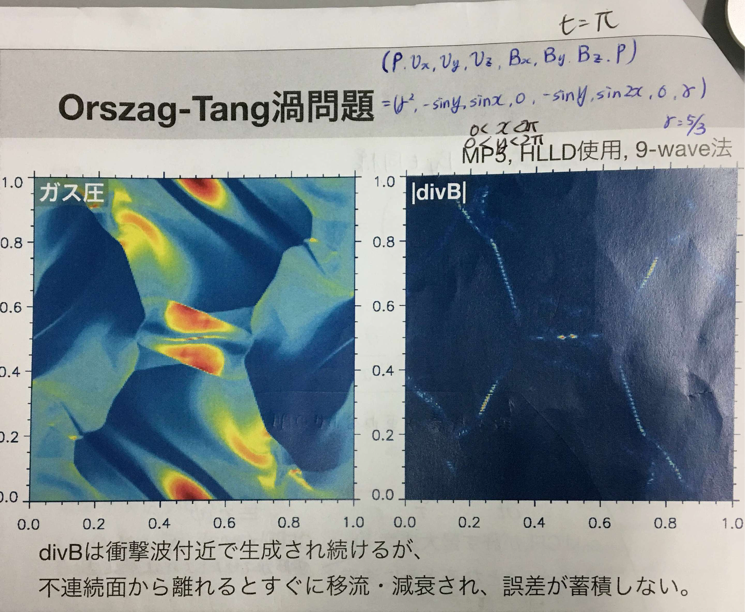 t=π
(ρ, υx, υy, υz, Bx, By, Bz, p)
Orszag-Tang渦問題
=(γ², -siny, sinx, 0, -siny, sin2x, 0, γ)
0<x<2π
γ=5/3
0<y<2π
MP5, HLLD使用, 9-wave法
ガス圧
|divB|
1.0
0.8
0.6
0.4
0.2
0.0
0.0 0.2 0.4 0.6 0.8 1.0
1.0
0.8
0.6
0.4
0.2
0.0
0.0 0.2 0.4 0.6 0.8 1.0
divBは衝撃波付近で生成され続けるが、
不連続面から離れるとすぐに移流・減衰され、誤差が蓄積しない。